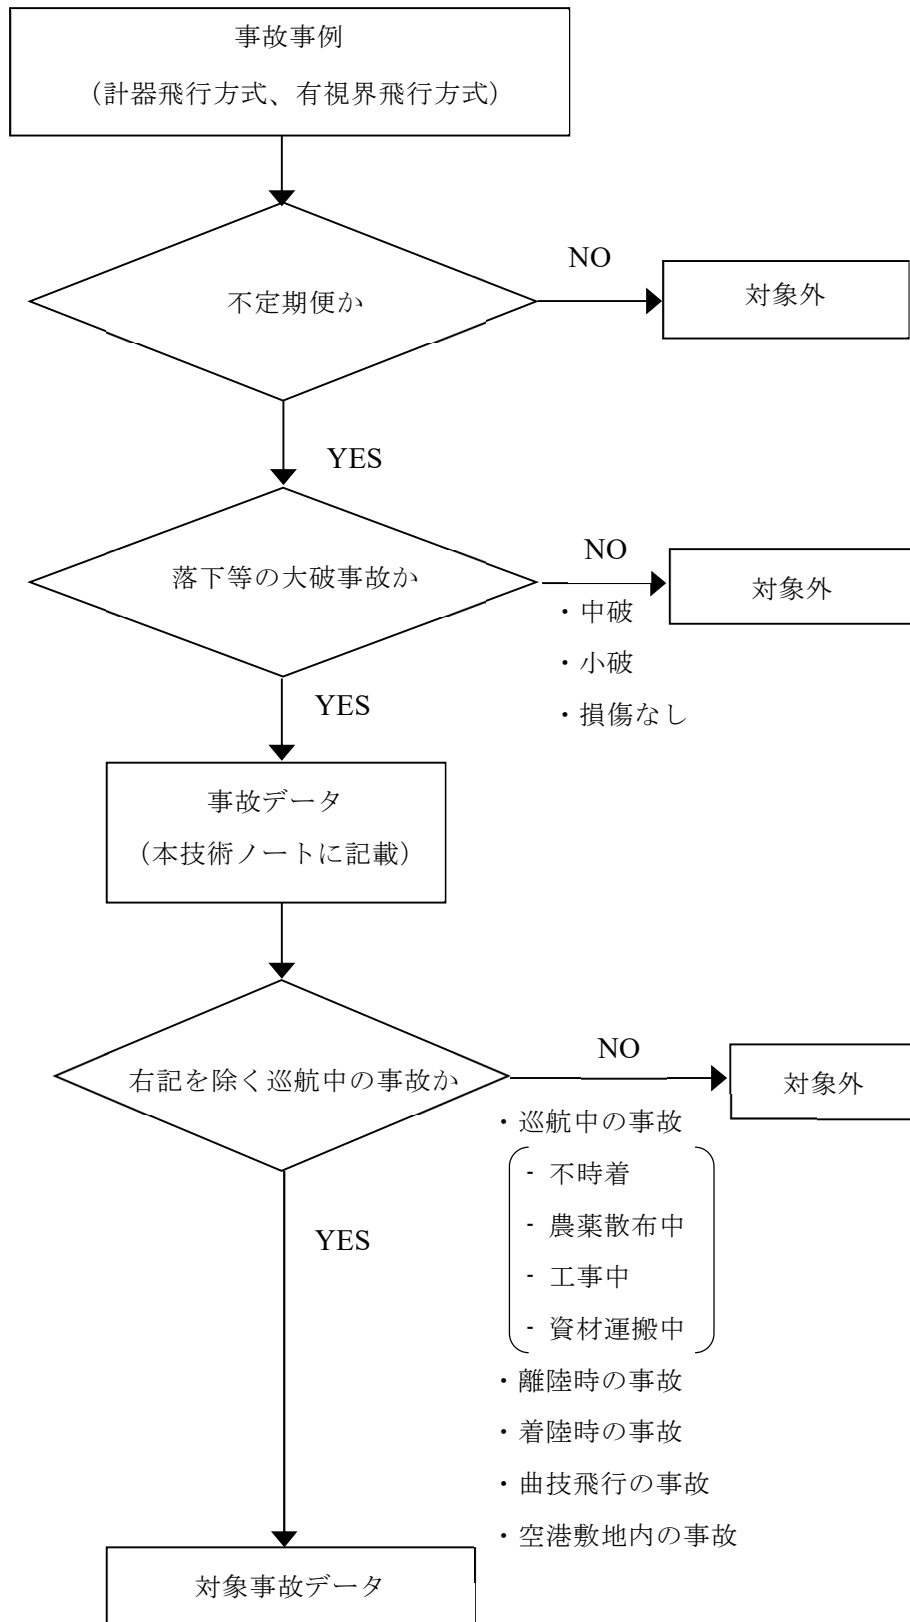 事故事例
（計器飛行方式、有視界飛行方式）
不定期便か
NO
対象外
YES
落下等の大破事故か
NO
対象外
・中破
・小破
・損傷なし
YES
事故データ
（本技術ノートに記載）
右記を除く巡航中の事故か
NO
対象外
・巡航中の事故
- 不時着
- 農薬散布中
- 工事中
- 資材運搬中
・離陸時の事故
・着陸時の事故
・曲技飛行の事故
・空港敷地内の事故
YES
対象事故データ